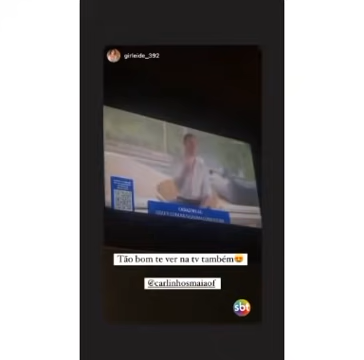 girleide_392
Tão bom te ver na tv também😍
@carlinhosmaiaof
sbt